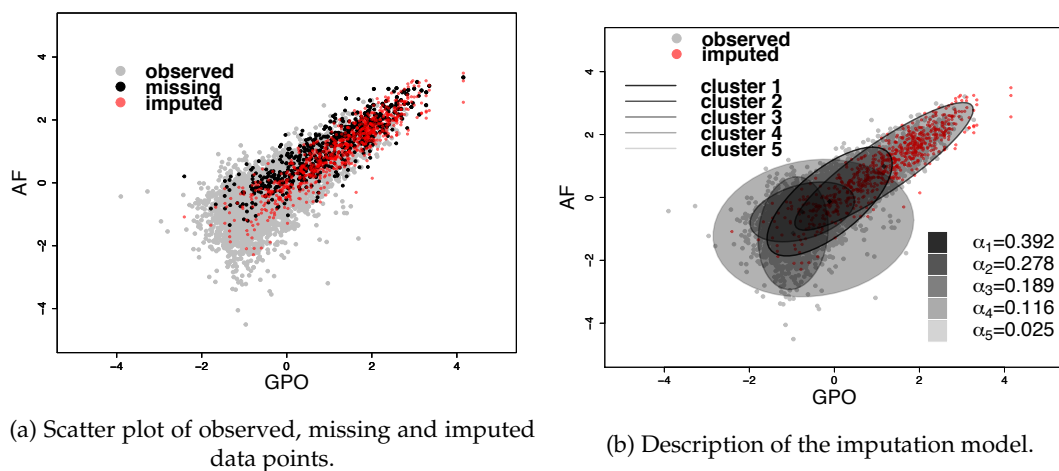 observed
missing
imputed
AF
4
2
0
−2
−4
−4
−2
0
2
4
GPO
(a) Scatter plot of observed, missing and imputed
data points.
observed
imputed
cluster 1
cluster 2
cluster 3
cluster 4
cluster 5
AF
4
2
0
−2
−4
α1=0.392
α2=0.278
α3=0.189
α4=0.116
α5=0.025
−4
−2
0
2
4
GPO
(b) Description of the imputation model.